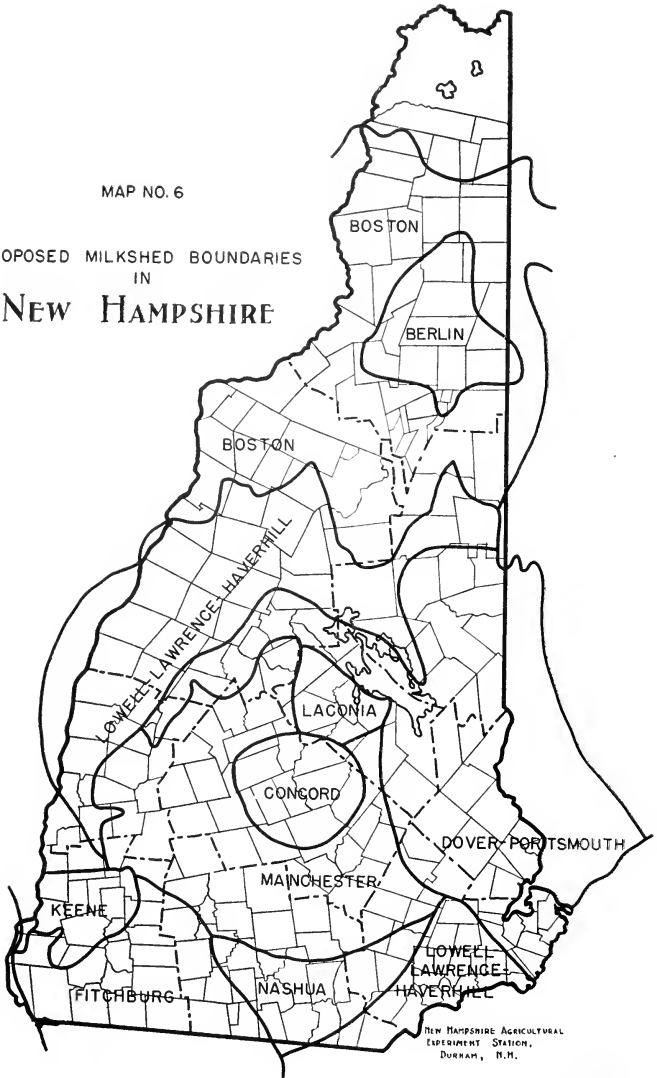 MAP NO. 6
OPOSED MILKSHED BOUNDARIES
IN
NEW HAMPSHIRE
BOSTON
BERLIN
BOSTON
LOWELL-LAWRENCE-HAVERHILL
LACONIA
CONCORD
DOVER-PORTSMOUTH
MANCHESTER
KEENE
LOWELL
LAWRENCE-
HAVERHILL
NASHUA
FITCHBURG
NEW HAMPSHIRE AGRICULTURAL
EXPERIMENT STATION,
DURHAM, N.H.